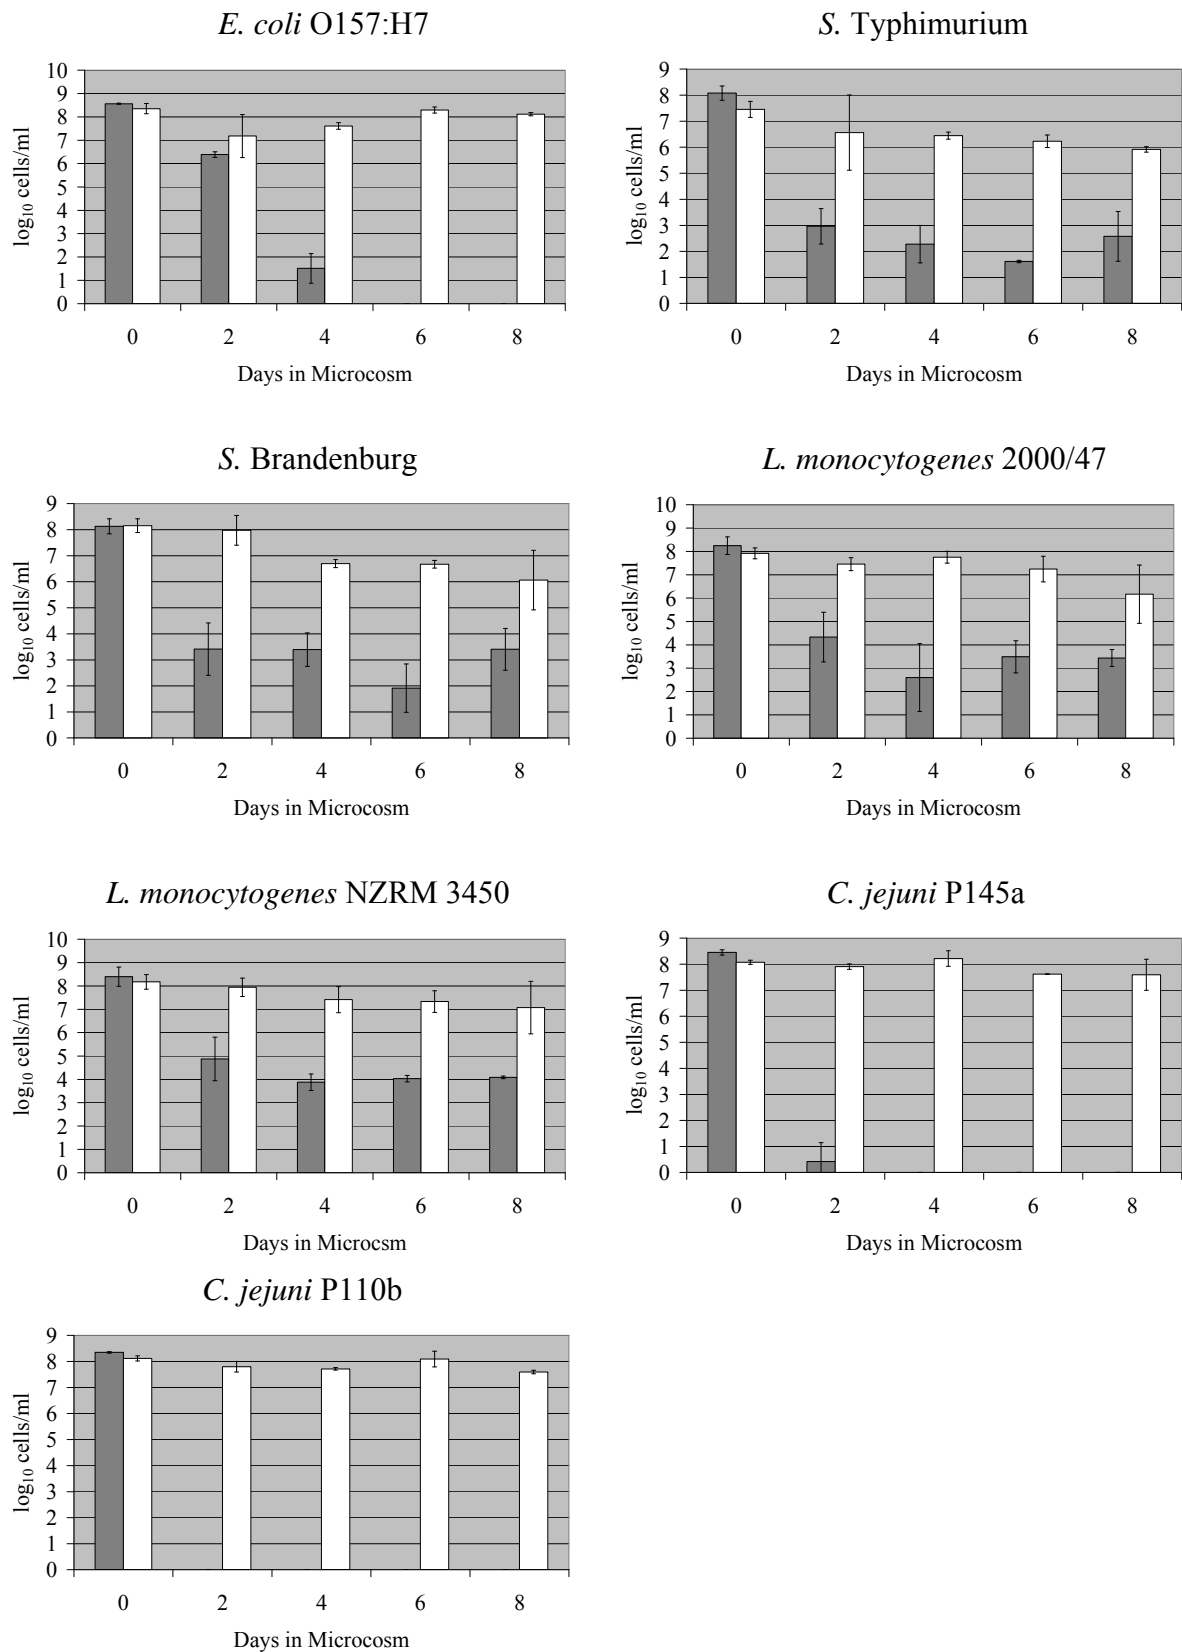 E. coli O157:H7
log10 cells/ml
10
9
8
7
6
5
4
3
2
1
0
0 2 4 6 8
Days in Microcosm
S. Typhimurium
log10 cells/ml
9
8
7
6
5
4
3
2
1
0
0 2 4 6 8
Days in Microcosm
S. Brandenburg
log10 cells/ml
9
8
7
6
5
4
3
2
1
0
0 2 4 6 8
Days in Microcosm
L. monocytogenes 2000/47
log10 cells/ml
10
9
8
7
6
5
4
3
2
1
0
0 2 4 6 8
Days in Microcosm
L. monocytogenes NZRM 3450
log10 cells/ml
10
9
8
7
6
5
4
3
2
1
0
0 2 4 6 8
Days in Microcsm
C. jejuni P145a
log10 cells/ml
9
8
7
6
5
4
3
2
1
0
0 2 4 6 8
Days in Microcosm
C. jejuni P110b
log10 cells/ml
9
8
7
6
5
4
3
2
1
0
0 2 4 6 8
Days in Microcosm